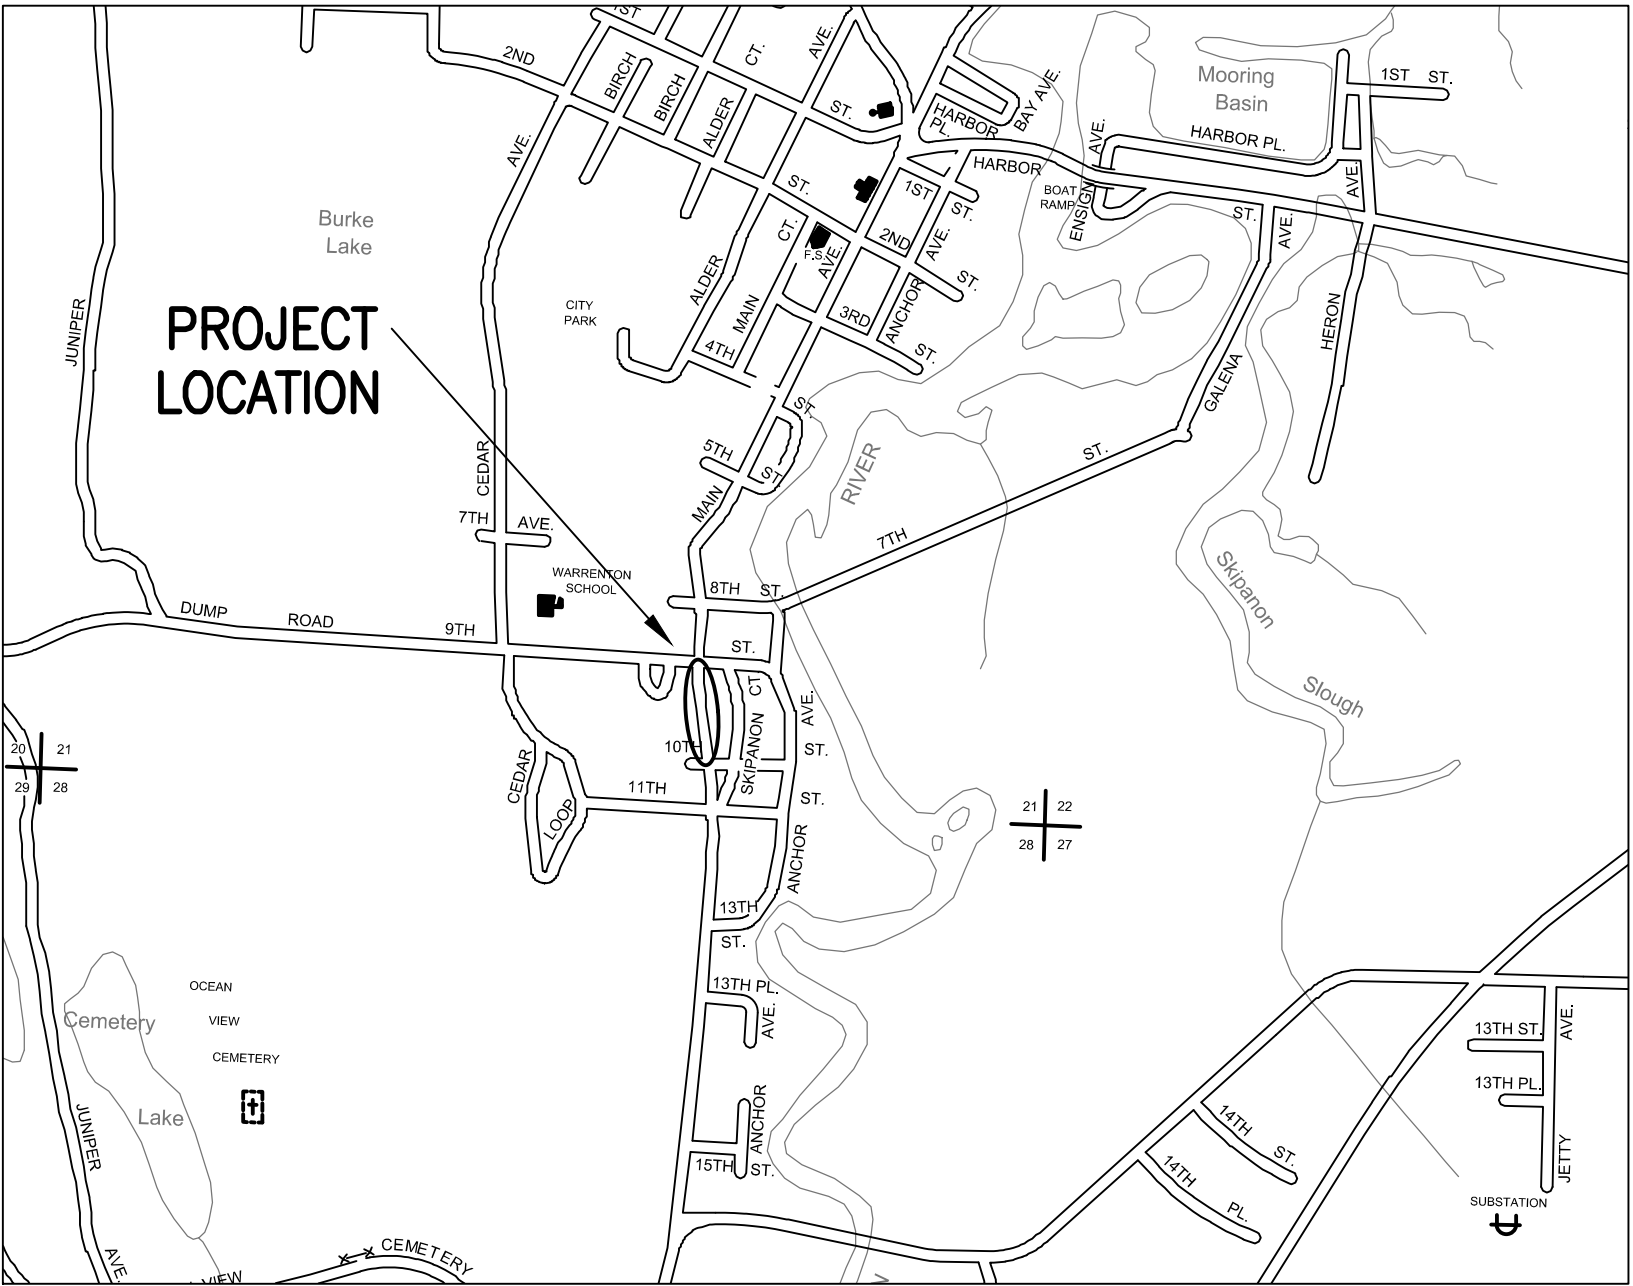 1ST
2ND
BIRCH
BIRCH
CT.
AVE.
ALDER
ST.
HARBOR
PL.
BAY AVE.
Mooring
Basin
1ST ST.
AVE.
HARBOR PL.
AVE.
HARBOR
AVE.
ST.
1ST
ST.
BOAT
RAMP
ENSIGN
ST.
AVE.
Burke
Lake
CT.
F.S.
AVE.
2ND
AVE.
ST.
JUNIPER
PROJECT
LOCATION
CITY
PARK
ALDER
MAIN
3RD
ANCHOR
ST.
4TH
ST.
HERON
GALENA
CEDAR
5TH
ST.
MAIN
RIVER
ST.
7TH
7TH AVE.
WARRENTON
SCHOOL
8TH ST.
Skipanon
Slough
DUMP ROAD
9TH
ST.
CT.
AVE.
SKIPANON
10TH
ST.
20 21
29 28
CEDAR
LOOP
11TH
ST.
21 22
28 27
ANCHOR
13TH
ST.
13TH PL.
AVE.
OCEAN
VIEW
CEMETERY
Cemetery
Lake
ANCHOR
15TH ST.
13TH ST.
AVE.
13TH PL.
14TH
ST.
14TH
PL.
JETTY
SUBSTATION
JUNIPER
AVE.
VIEW
CEMETERY